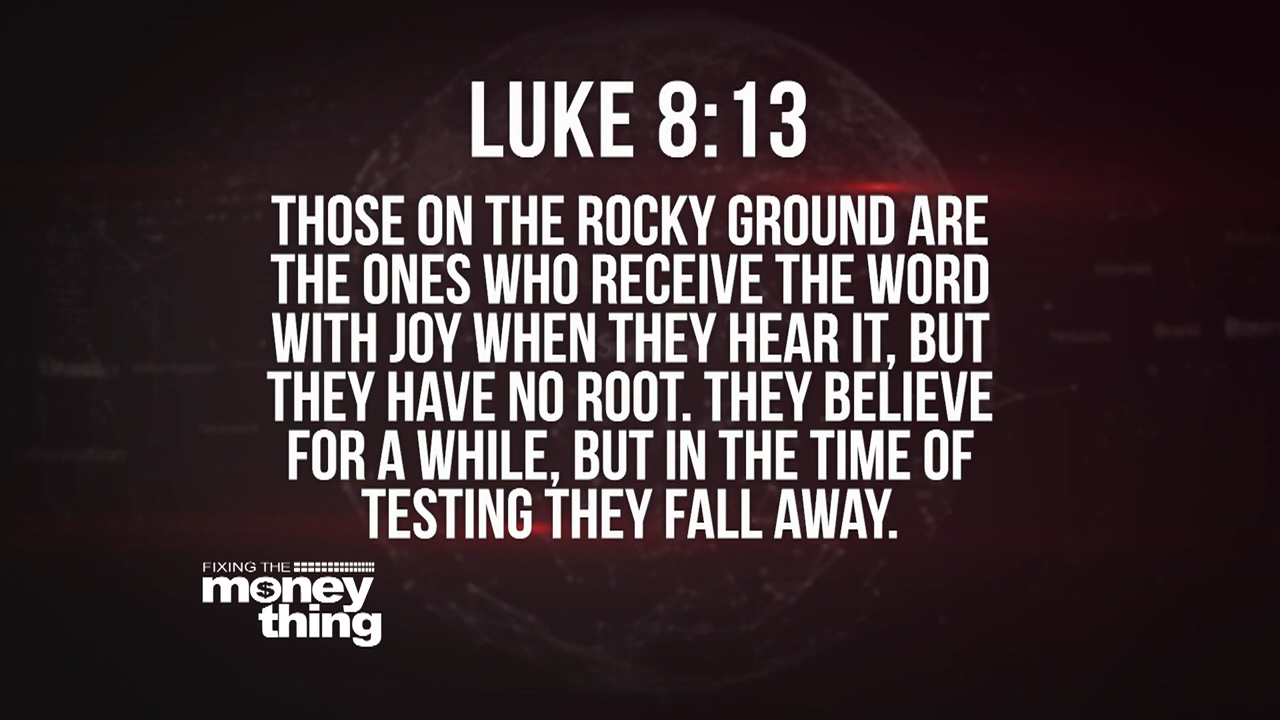 LUKE 8:13
THOSE ON THE ROCKY GROUND ARE
THE ONES WHO RECEIVE THE WORD
WITH JOY WHEN THEY HEAR IT, BUT
THEY HAVE NO ROOT. THEY BELIEVE
FOR A WHILE, BUT IN THE TIME OF
TESTING THEY FALL AWAY.
FIXING THE
money
thing